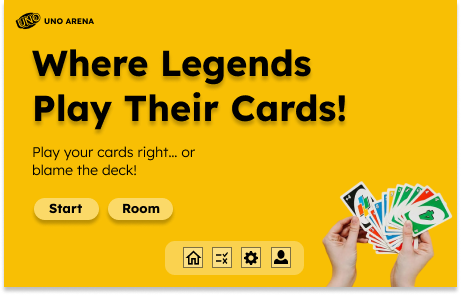 UNO
UNO ARENA
Where Legends
Play Their Cards!
Play your cards right... or
blame the deck!
Start
Room